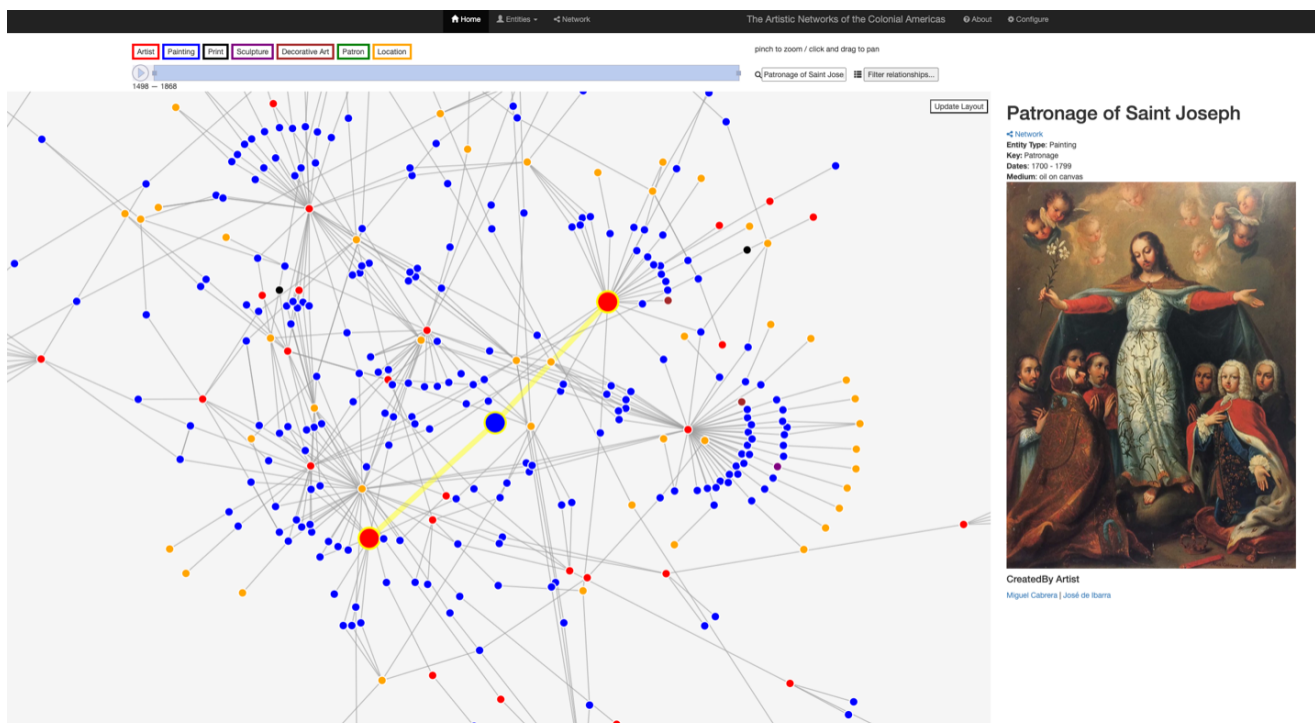 Home Entities Network The Artistic Networks of the Colonial Americas About Configure
Artist Painting Print Sculpture Decorative Art Patron Location
pinch to zoom / click and drag to pan
Patronage of Saint Jose Filter relationships...
1498 — 1868
Update Layout
Patronage of Saint Joseph
Network
Entity Type: Painting
Key: Patronage
Dates: 1700 - 1799
Medium: oil on canvas
CreatedBy Artist
Miguel Cabrera | José de Ibarra